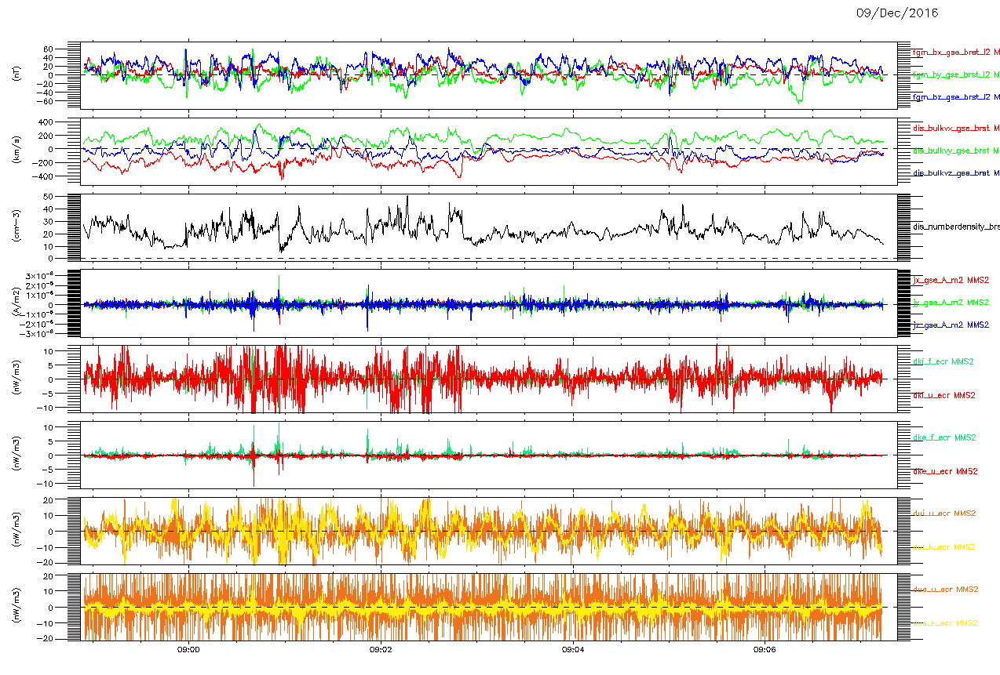 09/Dec/2016
60
40
20
0
−20
−40
−60
(nT)
fgm_bx_gse_brst_l2 M
fgm_by_gse_brst_l2 M
fgm_bz_gse_brst_l2 M
400
200
0
−200
−400
(km/s)
dis_bulkvx_gse_brst M
dis_bulkvy_gse_brst M
dis_bulkvz_gse_brst M
50
40
30
20
10
0
(cm−3)
dis_numberdensity_brs
3×10⁻⁶
2×10⁻⁶
1×10⁻⁶
0
−1×10⁻⁶
−2×10⁻⁶
−3×10⁻⁶
(A/m2)
jx_gse_A_m2 MMS2
jy_gse_A_m2 MMS2
jz_gse_A_m2 MMS2
10
5
0
−5
−10
(nW/m3)
dki_f_ecr MMS2
dki_u_ecr MMS2
10
5
0
−5
−10
(nW/m3)
dke_f_ecr MMS2
dke_u_ecr MMS2
20
10
0
−10
−20
(nW/m3)
dui_u_ecr MMS2
dui_k_ecr MMS2
20
10
0
−10
−20
(nW/m3)
due_u_ecr MMS2
due_k_ecr MMS2
09:00
09:02
09:04
09:06